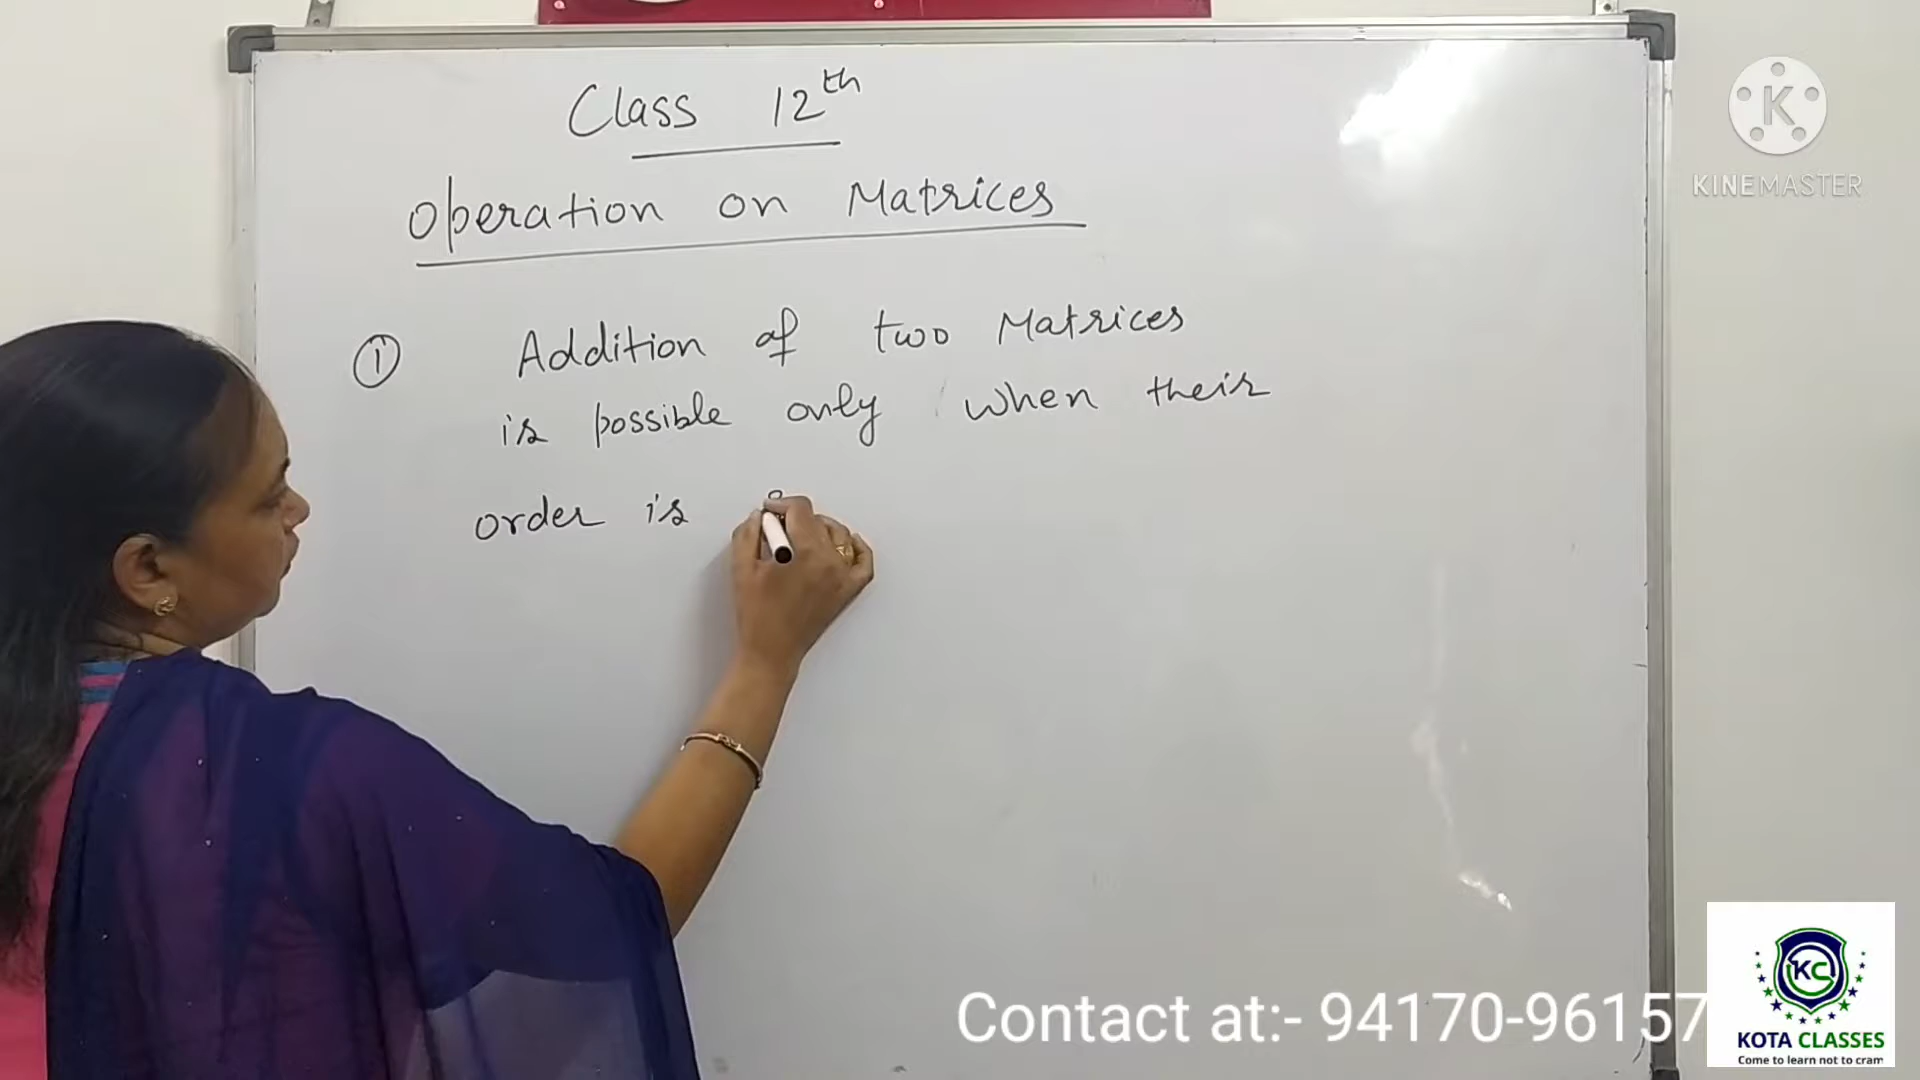 Class 12th
Operation on Matrices
① Addition of two Matrices
is possible only when their
order is
KINEMASTER
Contact at:- 94170-96157
KC
KOTA CLASSES
Come to learn not to cram